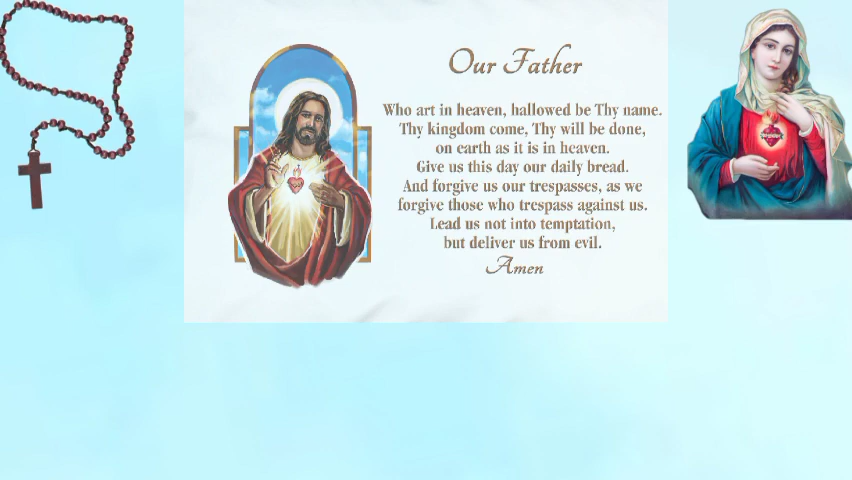 Our Father
Who art in heaven, hallowed be Thy name.
Thy kingdom come, Thy will be done,
on earth as it is in heaven.
Give us this day our daily bread.
And forgive us our trespasses, as we
forgive those who trespass against us.
Lead us not into temptation,
but deliver us from evil.
Amen